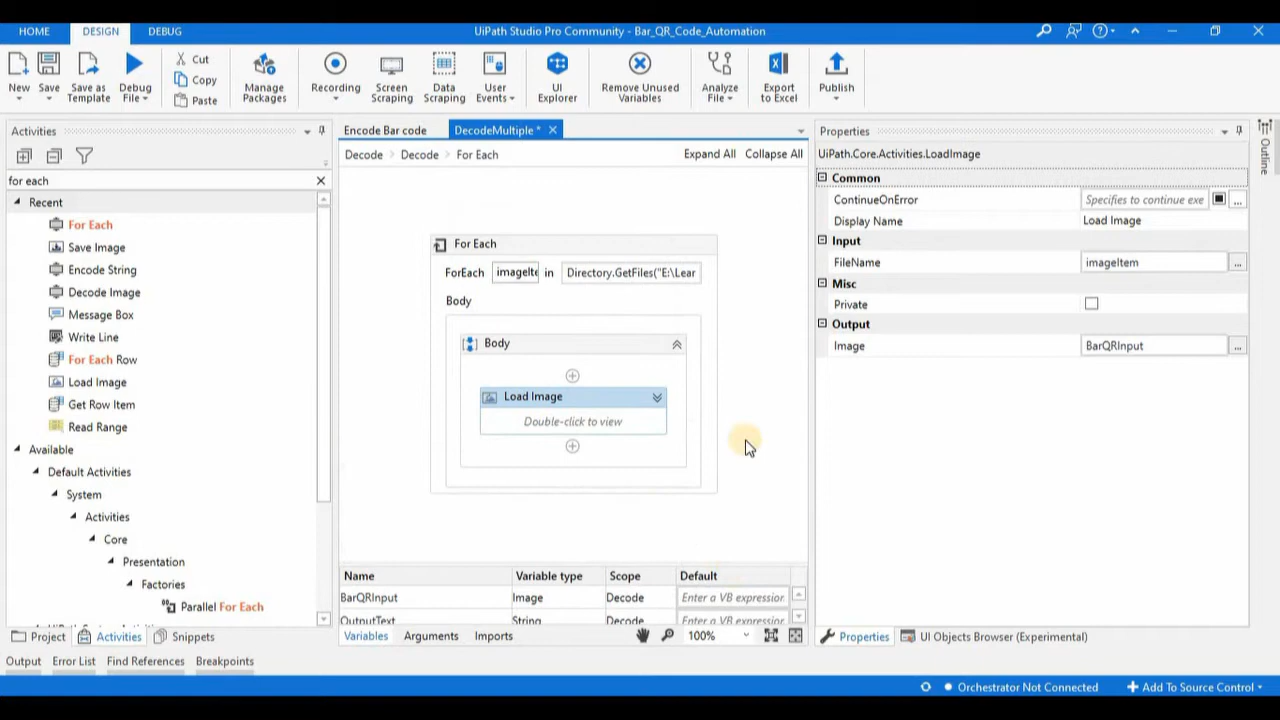 HOME DESIGN DEBUG UiPath Studio Pro Community - Bar_QR_Code_Automation
New Save Save as Template Debug File Cut Copy Paste Manage Packages Recording Screen Scraping Data Scraping User Events UI Explorer Remove Unused Variables Analyze File Export to Excel Publish
Activities
for each
Recent
For Each
Save Image
Encode String
Decode Image
Message Box
Write Line
For Each Row
Load Image
Get Row Item
Read Range
Available
Default Activities
System
Activities
Core
Presentation
Factories
Parallel For Each
Project Activities Snippets
Encode Bar code DecodeMultiple *
Decode Decode For Each Expand All Collapse All
For Each
ForEach imageIte in Directory.GetFiles("E:\Lear
Body
Body
Load Image
Double-click to view
Name Variable type Scope Default
BarQRInput Image Decode Enter a VB expression
OutputText String Decode Enter a VB expression
Variables Arguments Imports 100%
Properties
UiPath.Core.Activities.LoadImage
Common
ContinueOnError Specifies to continue exe ...
Display Name Load Image
Input
FileName imageItem ...
Misc
Private
Output
Image BarQRInput ...
Properties UI Objects Browser (Experimental)
Outline
Output Error List Find References Breakpoints
Orchestrator Not Connected Add To Source Control